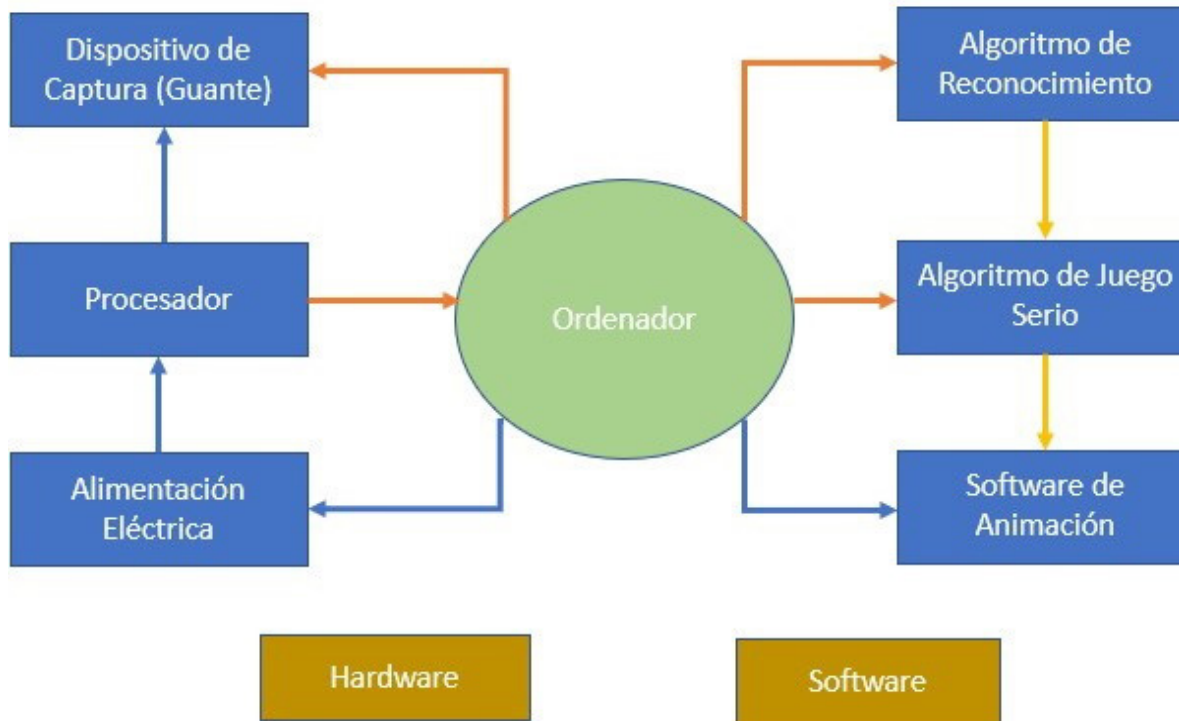 Dispositivo de
Captura (Guante)
Algoritmo de
Reconocimiento
Procesador
Ordenador
Algoritmo de Juego
Serio
Alimentación
Eléctrica
Software de
Animación
Hardware
Software